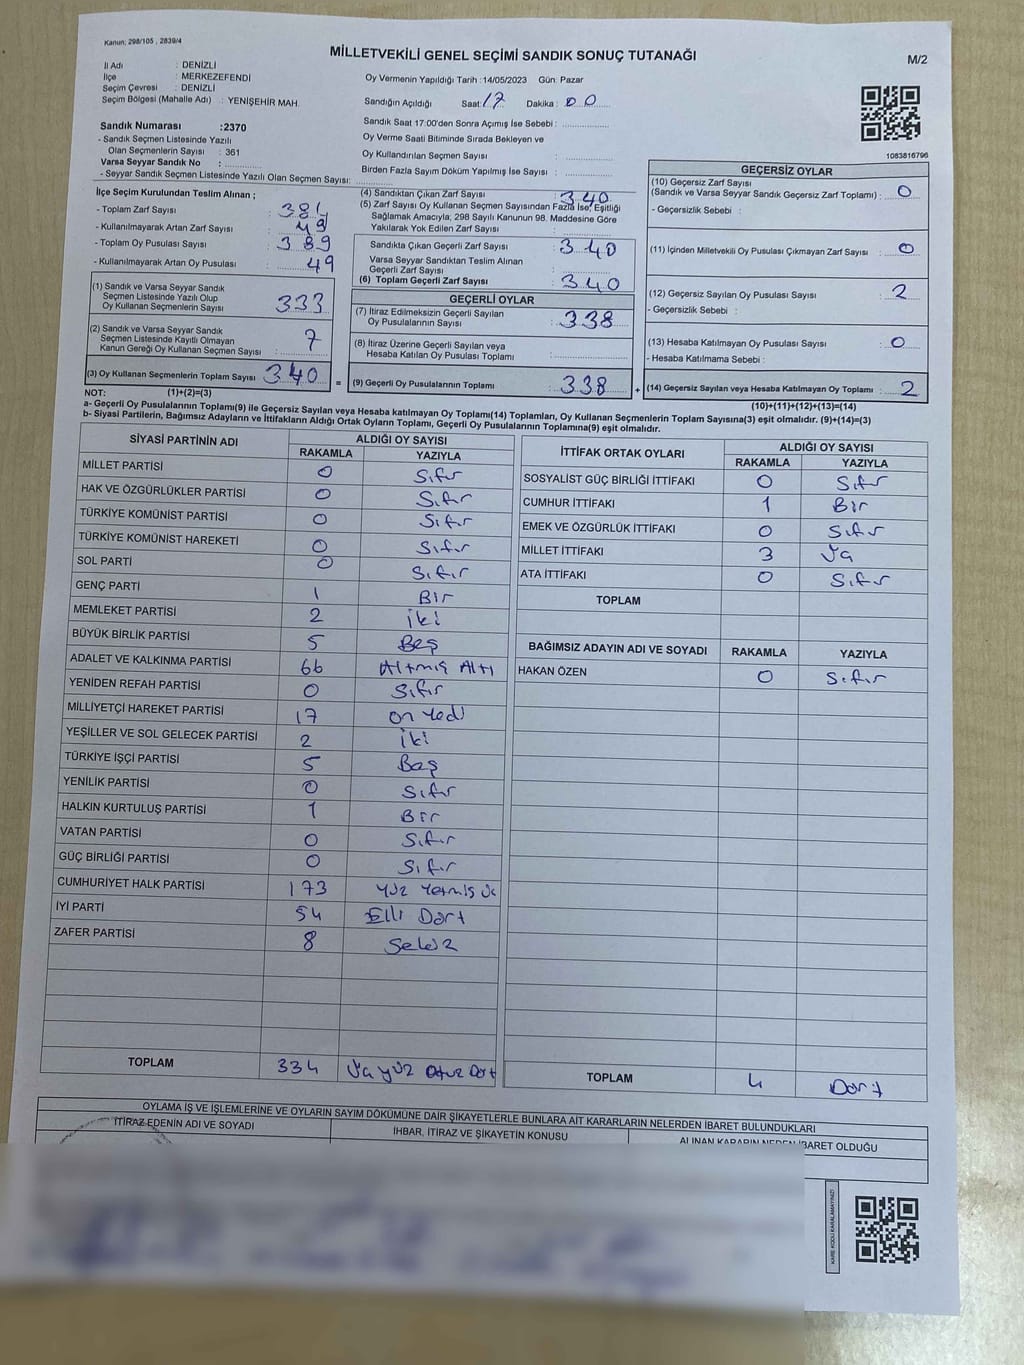 Kanun; 298/105 , 2839/4
MİLLETVEKİLİ GENEL SEÇİMİ SANDIK SONUÇ TUTANAĞI
M/2
İl Adı : DENİZLİ
İlçe : MERKEZEFENDİ
Seçim Çevresi : DENİZLİ
Seçim Bölgesi (Mahalle Adı) : YENİŞEHİR MAH.
Sandık Numarası :2370
- Sandık Seçmen Listesinde Yazılı
Olan Seçmenlerin Sayısı : 361
Varsa Seyyar Sandık No :
- Seyyar Sandık Seçmen Listesinde Yazılı Olan Seçmen Sayısı:
Oy Vermenin Yapıldığı Tarih :14/05/2023 Gün: Pazar
Sandığın Açıldığı Saat: 17 Dakika : 00
Sandık Saat 17:00'den Sonra Açımış İse Sebebi :
Oy Verme Saati Bitiminde Sırada Bekleyen ve
Oy Kullandırılan Seçmen Sayısı :
Birden Fazla Sayım Döküm Yapılmış İse Sayısı :
1083816796
İlçe Seçim Kurulundan Teslim Alınan ;
- Toplam Zarf Sayısı :
- Kullanılmayarak Artan Zarf Sayısı : 49
- Toplam Oy Pusulası Sayısı : 389
- Kullanılmayarak Artan Oy Pusulası : 49
(1) Sandık ve Varsa Seyyar Sandık
Seçmen Listesinde Yazılı Olup
Oy Kullanan Seçmenlerin Sayısı : 333
(2) Sandık ve Varsa Seyyar Sandık
Seçmen Listesinde Kayıtlı Olmayan
Kanun Gereği Oy Kullanan Seçmen Sayısı : 7
(3) Oy Kullanan Seçmenlerin Toplam Sayısı : 340
(4) Sandıktan Çıkan Zarf Sayısı : 340
(5) Zarf Sayısı Oy Kullanan Seçmen Sayısından Fazla İse, Eşitliği
Sağlamak Amacıyla, 298 Sayılı Kanunun 98. Maddesine Göre
Yakılarak Yok Edilen Zarf Sayısı :
Sandıkta Çıkan Geçerli Zarf Sayısı : 340
Varsa Seyyar Sandıktan Teslim Alınan
Geçerli Zarf Sayısı :
(6) Toplam Geçerli Zarf Sayısı : 340
GEÇERLİ OYLAR
(7) İtiraz Edilmeksizin Geçerli Sayılan
Oy Pusulalarının Sayısı : 338
(8) İtiraz Üzerine Geçerli Sayılan veya
Hesaba Katılan Oy Pusulası Toplamı :
= (9) Geçerli Oy Pusulalarının Toplamı : 338
GEÇERSİZ OYLAR
(10) Geçersiz Zarf Sayısı
(Sandık ve Varsa Seyyar Sandık Geçersiz Zarf Toplamı) : 0
- Geçersizlik Sebebi :
(11) İçinden Milletvekili Oy Pusulası Çıkmayan Zarf Sayısı : 0
(12) Geçersiz Sayılan Oy Pusulası Sayısı : 2
- Geçersizlik Sebebi :
(13) Hesaba Katılmayan Oy Pusulası Sayısı : 0
- Hesaba Katılmama Sebebi :
+ (14) Geçersiz Sayılan veya Hesaba Katılmayan Oy Toplamı : 2
NOT: (1)+(2)=(3)
(10)+(11)+(12)+(13)=(14)
a- Geçerli Oy Pusulalarının Toplamı(9) ile Geçersiz Sayılan veya Hesaba katılmayan Oy Toplamı(14) Toplamları, Oy Kullanan Seçmenlerin Toplam Sayısına(3) eşit olmalıdır. (9)+(14)=(3)
b- Siyasi Partilerin, Bağımsız Adayların ve İttifakların Aldığı Ortak Oyların Toplamı, Geçerli Oy Pusulalarının Toplamına(9) eşit olmalıdır.
SİYASİ PARTİNİN ADI ALDIĞI OY SAYISI
RAKAMLA YAZIYLA
MİLLET PARTİSİ 0 Sıfır
HAK VE ÖZGÜRLÜKLER PARTİSİ 0 Sıfır
TÜRKİYE KOMÜNİST PARTİSİ 0 Sıfır
TÜRKİYE KOMÜNİST HAREKETİ 0 Sıfır
SOL PARTİ 0 Sıfır
GENÇ PARTİ 1 Bir
MEMLEKET PARTİSİ 2 iki
BÜYÜK BİRLİK PARTİSİ 5 Beş
ADALET VE KALKINMA PARTİSİ 66 Altmış Altı
YENİDEN REFAH PARTİSİ 0 Sıfır
MİLLİYETÇİ HAREKET PARTİSİ 17 on Yedi
YEŞİLLER VE SOL GELECEK PARTİSİ 2 İki
TÜRKİYE İŞÇİ PARTİSİ 5 Beş
YENİLİK PARTİSİ 0 Sıfır
HALKIN KURTULUŞ PARTİSİ 1 Bir
VATAN PARTİSİ 0 Sıfır
GÜÇ BİRLİĞİ PARTİSİ 0 Sıfır
CUMHURİYET HALK PARTİSİ 173 Yüz Yetmiş Üç
İYİ PARTİ 54 Elli Dört
ZAFER PARTİSİ 8 Sekiz
TOPLAM 334 Üç yüz Otuz Dört
İTTİFAK ORTAK OYLARI ALDIĞI OY SAYISI
RAKAMLA YAZIYLA
SOSYALİST GÜÇ BİRLİĞİ İTTİFAKI 0 Sıfır
CUMHUR İTTİFAKI 1 Bir
EMEK VE ÖZGÜRLÜK İTTİFAKI 0 Sıfır
MİLLET İTTİFAKI 3 Üç
ATA İTTİFAKI 0 Sıfır
TOPLAM
BAĞIMSIZ ADAYIN ADI VE SOYADI RAKAMLA YAZIYLA
HAKAN ÖZEN 0 Sıfır
TOPLAM 4 Dört
OYLAMA İŞ VE İŞLEMLERİNE VE OYLARIN SAYIM DÖKÜMÜNE DAİR ŞİKAYETLERLE BUNLARA AİT KARARLARIN NELERDEN İBARET BULUNDUKLARI
İTİRAZ EDENİN ADI VE SOYADI İHBAR, İTİRAZ VE ŞİKAYETİN KONUSU ALINAN KARARIN NEDEN İBARET OLDUĞU
KARE KODU KARALAMAYINIZ!